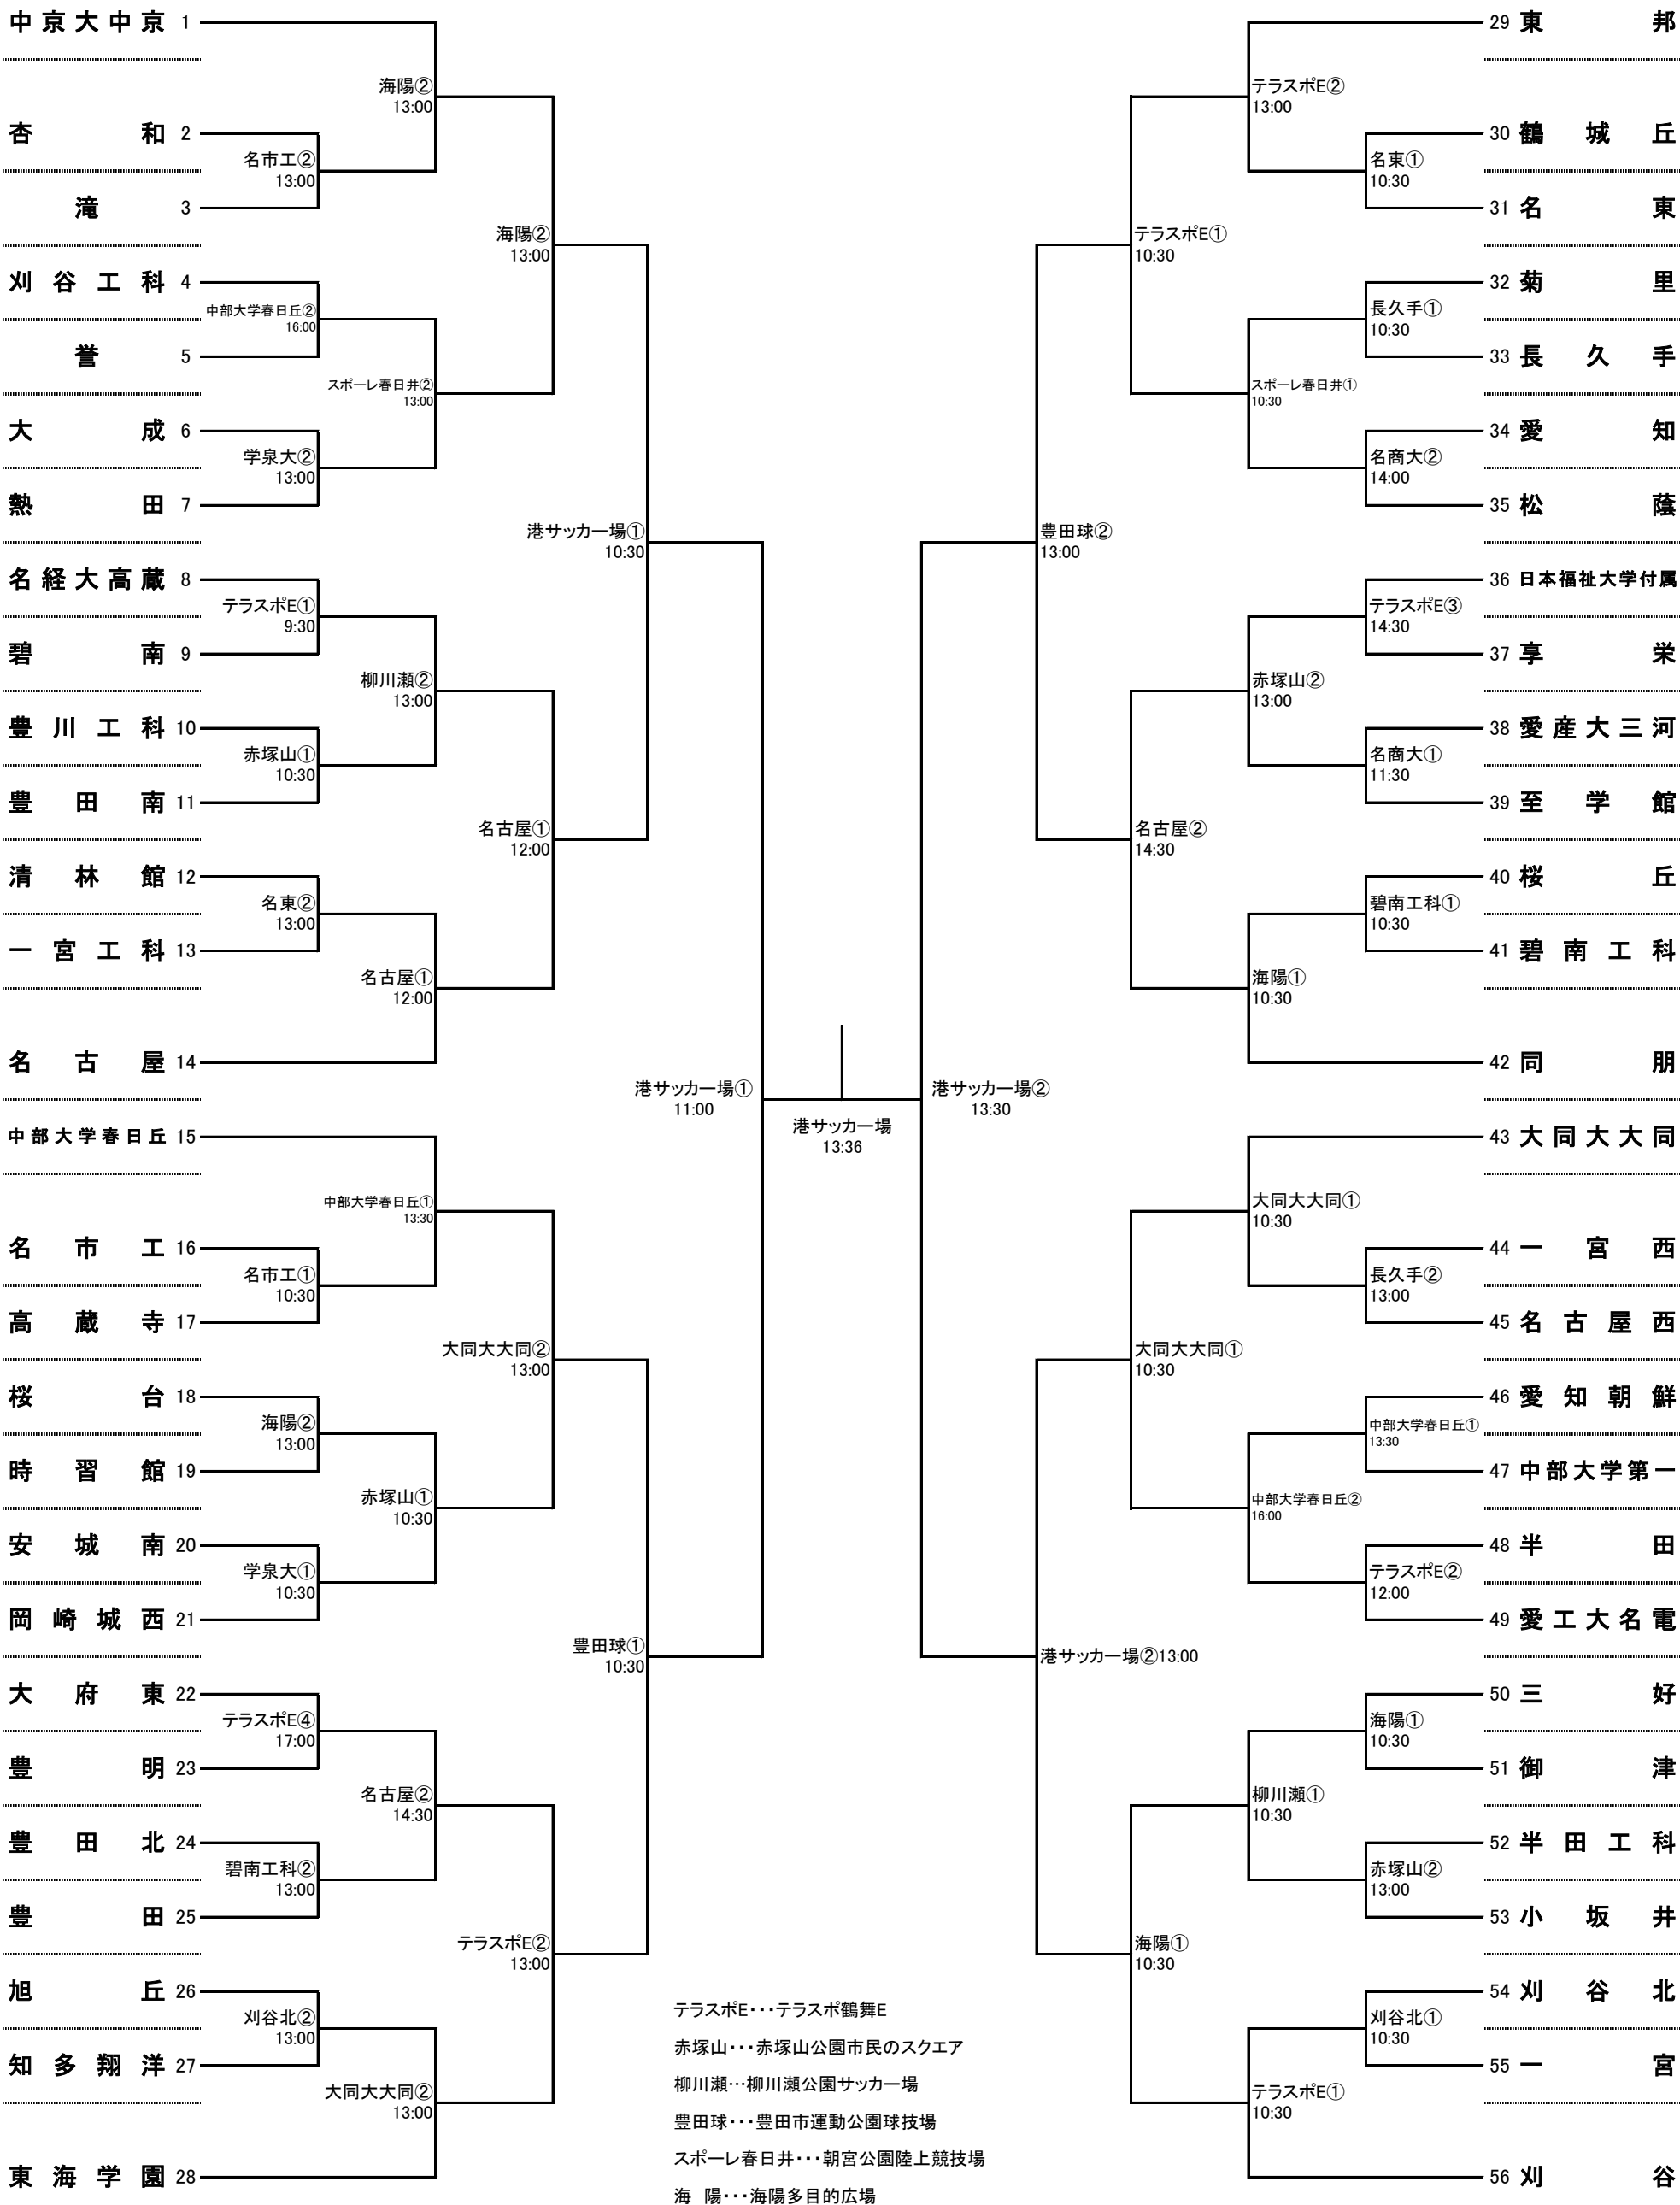 中京大中京 1
海陽②
13:00
杏和 2
名市工②
13:00
滝 3
海陽②
13:00
刈谷工科 4
中部大学春日丘②
16:00
誉 5
スポーレ春日井②
13:00
大成 6
学泉大②
13:00
熱田 7
港サッカー場①
10:30
名経大高蔵 8
テラスポE①
9:30
碧南 9
柳川瀬②
13:00
豊川工科 10
赤塚山①
10:30
豊田南 11
名古屋①
12:00
清林館 12
名東②
13:00
一宮工科 13
名古屋①
12:00
名古屋 14
港サッカー場①
11:00
中部大学春日丘 15
中部大学春日丘①
13:30
名市工 16
名市工①
10:30
高蔵寺 17
大同大大同②
13:00
桜台 18
海陽②
13:00
時習館 19
赤塚山①
10:30
安城南 20
学泉大①
10:30
岡崎城西 21
豊田球①
10:30
大府東 22
テラスポE④
17:00
豊明 23
名古屋②
14:30
豊田北 24
碧南工科②
13:00
豊田 25
テラスポE②
13:00
旭丘 26
刈谷北②
13:00
知多翔洋 27
大同大大同②
13:00
東海学園 28
港サッカー場
13:36
29 東邦
テラスポE②
13:00
30 鶴城丘
名東①
10:30
31 名東
テラスポE①
10:30
32 菊里
長久手①
10:30
33 長久手
スポーレ春日井①
10:30
34 愛知
名商大②
14:00
35 松蔭
豊田球②
13:00
36 日本福祉大学付属
テラスポE③
14:30
37 享栄
赤塚山②
13:00
38 愛産大三河
名商大①
11:30
39 至学館
名古屋②
14:30
40 桜丘
碧南工科①
10:30
41 碧南工科
海陽①
10:30
42 同朋
港サッカー場②
13:30
43 大同大大同
大同大大同①
10:30
44 一宮西
長久手②
13:00
45 名古屋西
大同大大同①
10:30
46 愛知朝鮮
中部大学春日丘①
13:30
47 中部大学第一
中部大学春日丘②
16:00
48 半田
テラスポE②
12:00
49 愛工大名電
港サッカー場②13:00
50 三好
海陽①
10:30
51 御津
柳川瀬①
10:30
52 半田工科
赤塚山②
13:00
53 小坂井
海陽①
10:30
54 刈谷北
刈谷北①
10:30
55 一宮
テラスポE①
10:30
56 刈谷
テラスポE・・・テラスポ鶴舞E
赤塚山・・・赤塚山公園市民のスクエア
柳川瀬…柳川瀬公園サッカー場
豊田球・・・豊田市運動公園球技場
スポーレ春日井・・・朝宮公園陸上競技場
海 陽・・・海陽多目的広場